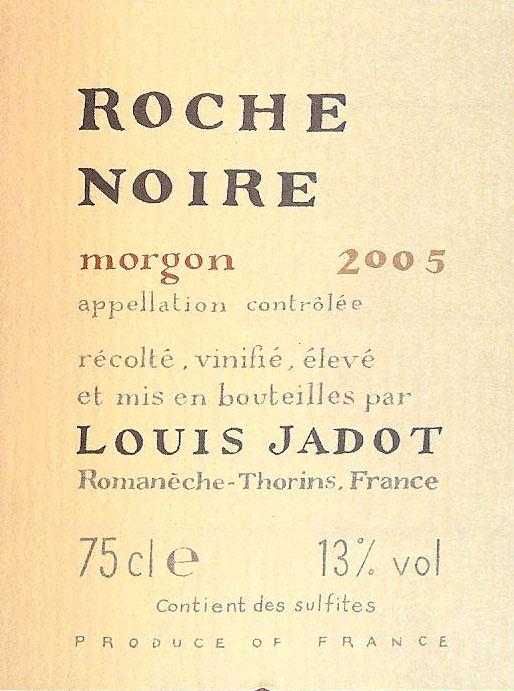 ROCHE
NOIRE
morgon 2005
appellation contrôlée
récolté, vinifié, élevé
et mis en bouteilles par
LOUIS JADOT
Romanèche-Thorins, France
75 cl e 13% vol
Contient des sulfites
PRODUCE OF FRANCE